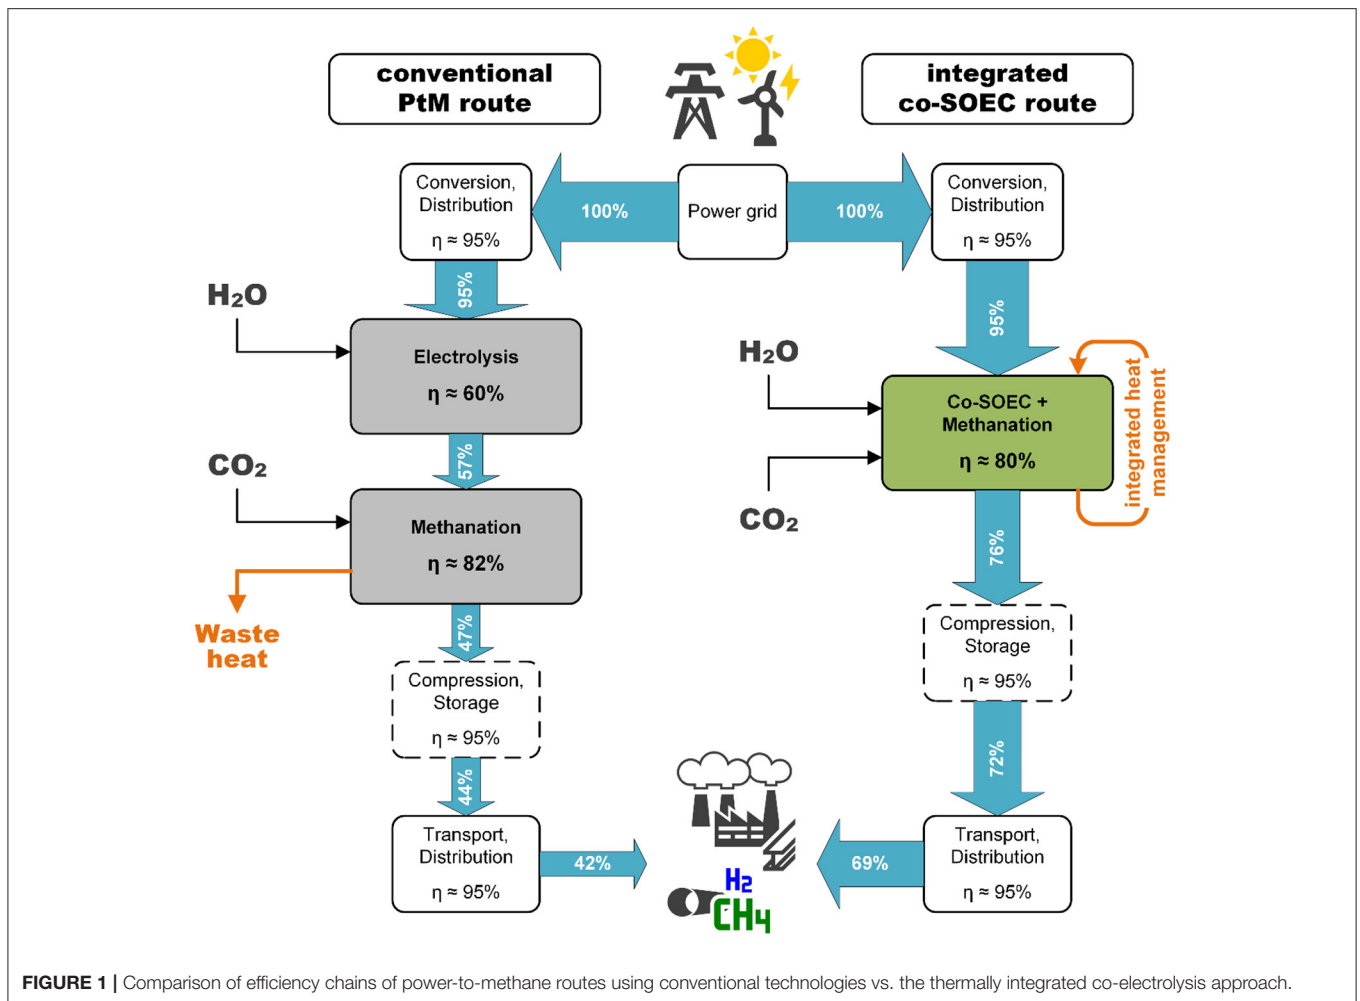 conventional
PtM route
integrated
co-SOEC route
Conversion,
Distribution
η ≈ 95%
100%
Power grid
100%
Conversion,
Distribution
η ≈ 95%
95%
H₂O
Electrolysis
η ≈ 60%
57%
CO₂
Methanation
η ≈ 82%
Waste
heat
47%
Compression,
Storage
η ≈ 95%
44%
Transport,
Distribution
η ≈ 95%
42%
95%
H₂O
Co-SOEC +
Methanation
η ≈ 80%
CO₂
integrated heat
management
76%
Compression,
Storage
η ≈ 95%
72%
Transport,
Distribution
η ≈ 95%
69%
H₂
CH₄
FIGURE 1 | Comparison of efficiency chains of power-to-methane routes using conventional technologies vs. the thermally integrated co-electrolysis approach.